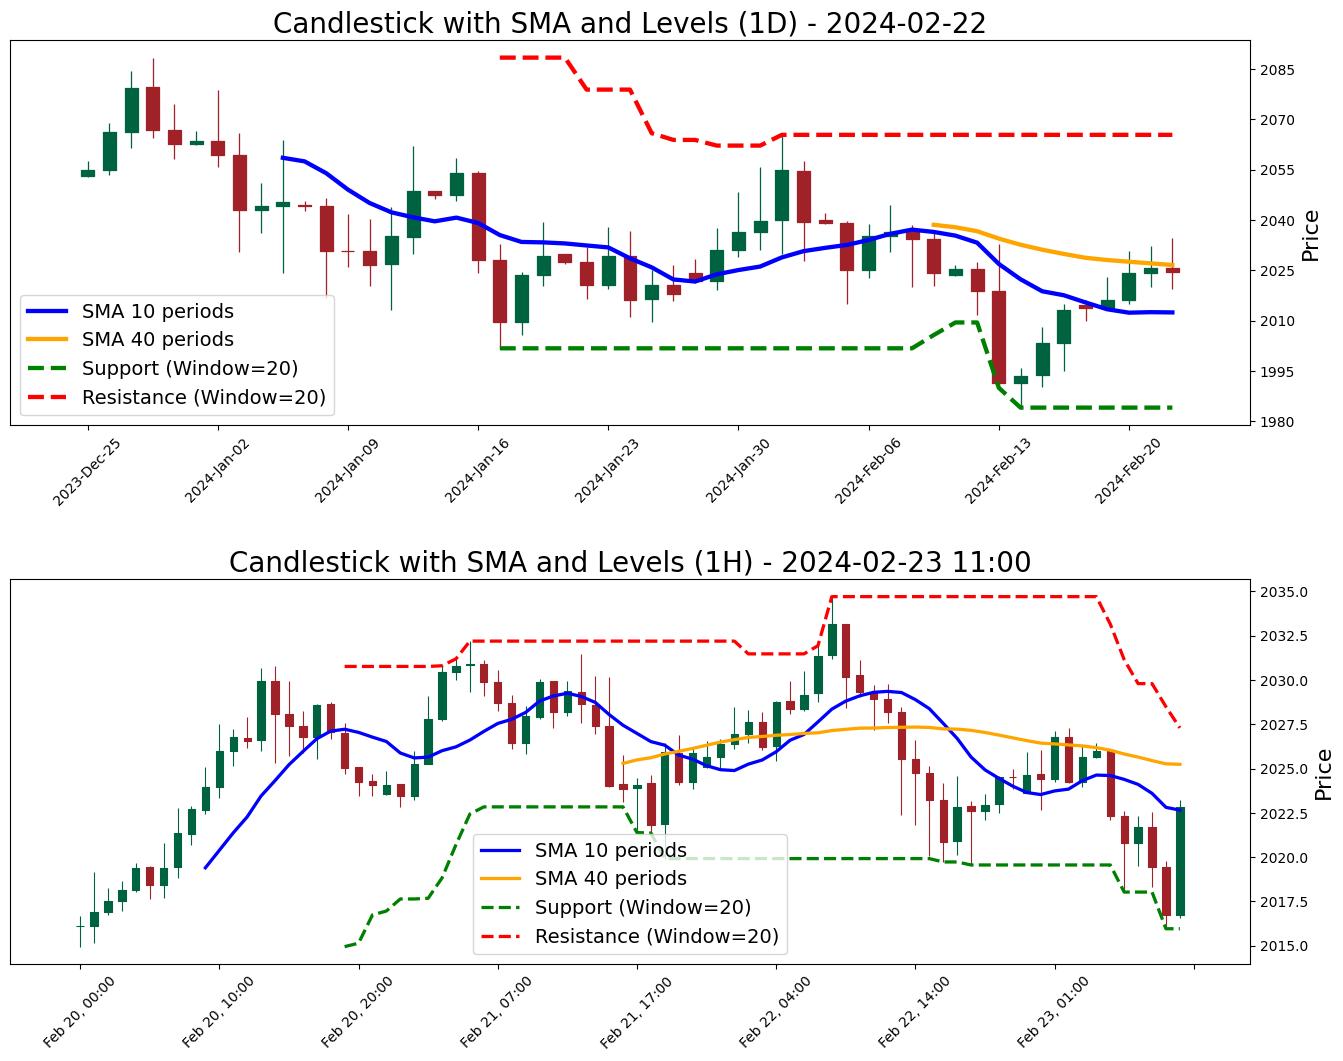 Candlestick with SMA and Levels (1D) - 2024-02-22
2085
2070
2055
2040
2025
2010
1995
1980
Price
SMA 10 periods
SMA 40 periods
Support (Window=20)
Resistance (Window=20)
2023-Dec-25
2024-Jan-02
2024-Jan-09
2024-Jan-16
2024-Jan-23
2024-Jan-30
2024-Feb-06
2024-Feb-13
2024-Feb-20
Candlestick with SMA and Levels (1H) - 2024-02-23 11:00
2035.0
2032.5
2030.0
2027.5
2025.0
2022.5
2020.0
2017.5
2015.0
Price
SMA 10 periods
SMA 40 periods
Support (Window=20)
Resistance (Window=20)
Feb 20, 00:00
Feb 20, 10:00
Feb 20, 20:00
Feb 21, 07:00
Feb 21, 17:00
Feb 22, 04:00
Feb 22, 14:00
Feb 23, 01:00